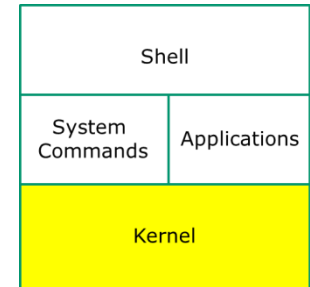 Shell
System
Commands
Applications
Kernel